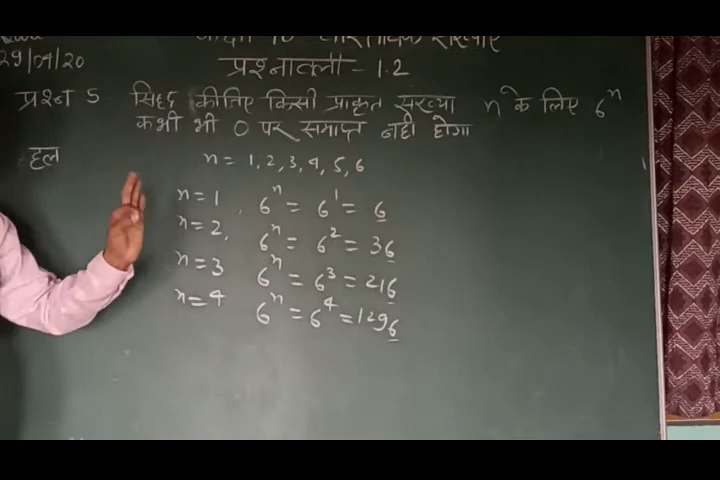 29/04/20
प्रश्नावली - 1.2
प्रश्न 5 सिद्ध कीजिए किसी प्राकृत संख्या n के लिए 6ⁿ
कभी भी 0 पर समाप्त नहीं होगा
हल n = 1, 2, 3, 4, 5, 6
n = 1, 6ⁿ = 6¹ = 6
n = 2, 6ⁿ = 6² = 36
n = 3 6ⁿ = 6³ = 216
n = 4 6ⁿ = 6⁴ = 1296